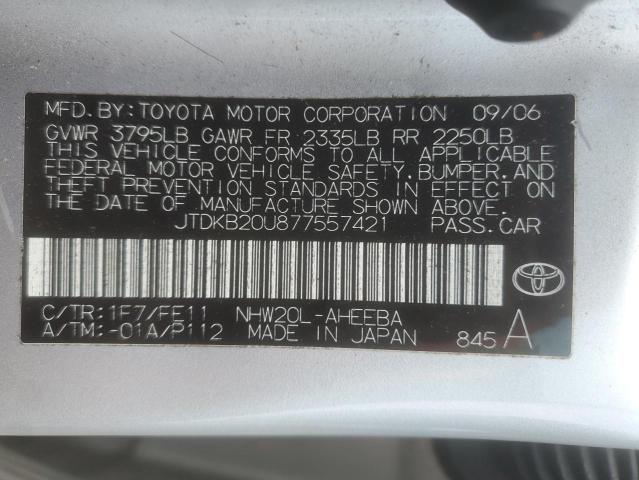 MFD.BY:TOYOTA MOTOR CORPORATION 09/06
GVWR 3795LB GAWR FR 2335LB RR 2250LB
THIS VEHICLE CONFORMS TO ALL APPLICABLE
FEDERAL MOTOR VEHICLE SAFETY,BUMPER,AND
THEFT PREVENTION STANDARDS IN EFFECT ON
THE DATE OF MANUFACTURE SHOWN ABOVE.
JTDKB20U877557421 PASS.CAR
C/TR:1F7/FE11 NHW20L-AHEEBA
A/TM:-01A/P112 MADE IN JAPAN 845 A